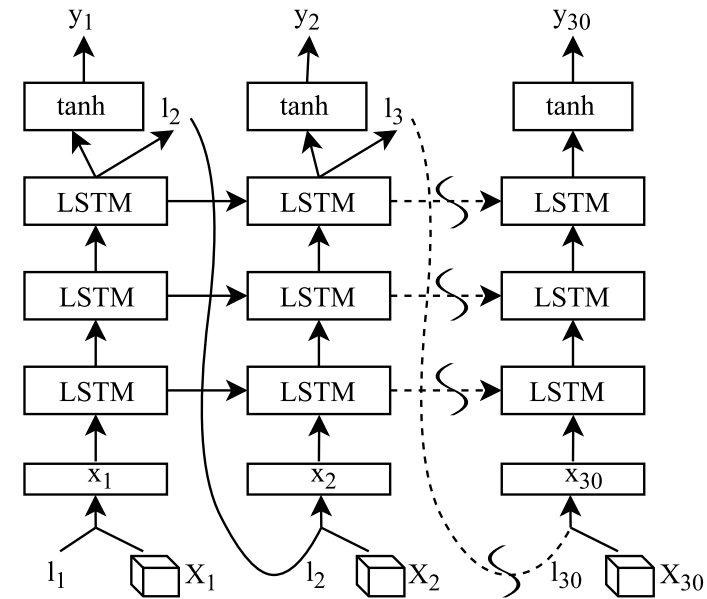 y1 y2 y30
tanh tanh tanh
l2 l3
LSTM LSTM LSTM
LSTM LSTM LSTM
LSTM LSTM LSTM
x1 x2 x30
l1 X1 l2 X2 l30 X30